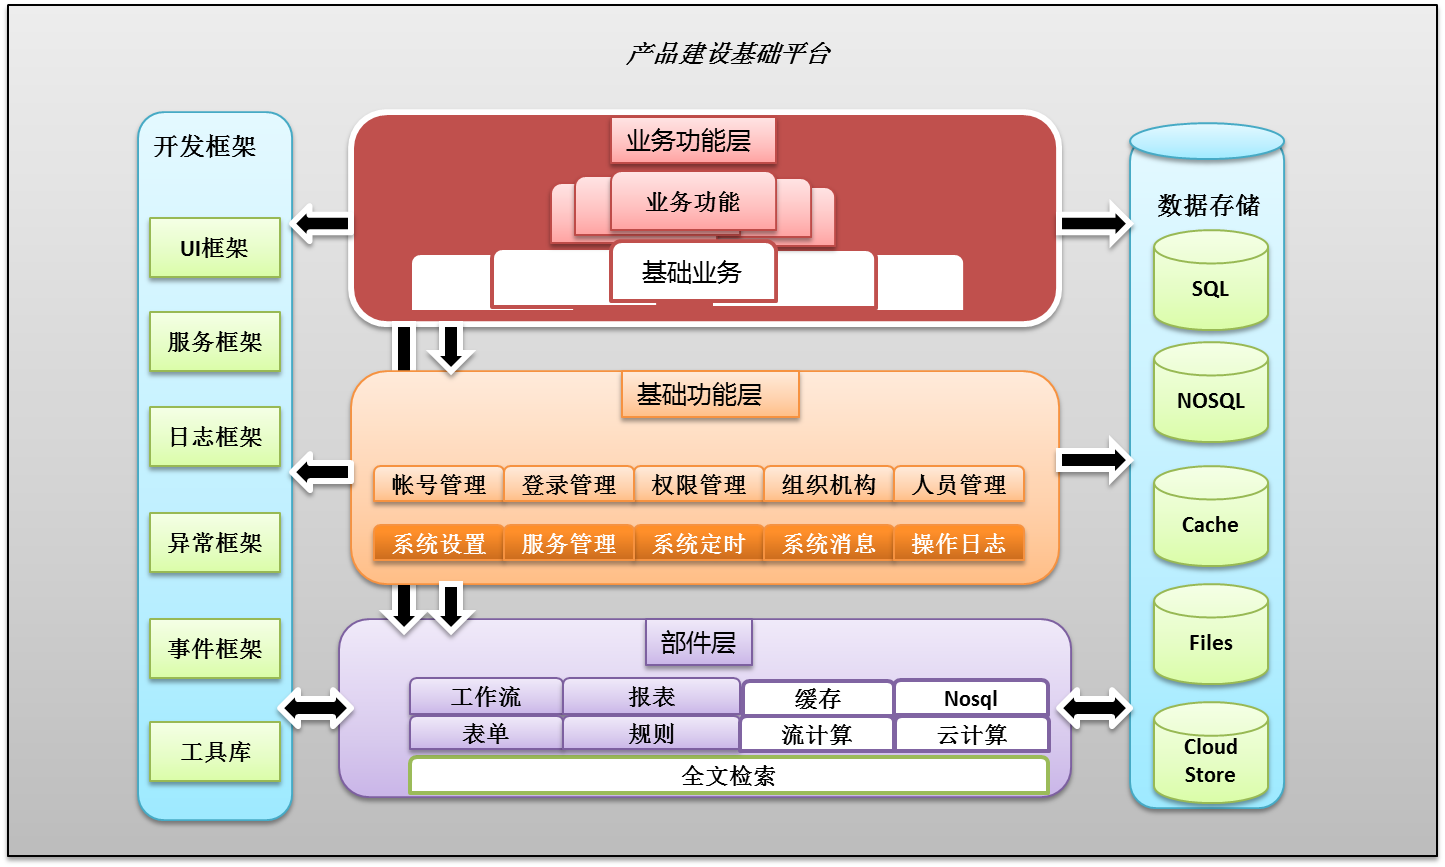 产品建设基础平台
开发框架
UI框架
服务框架
日志框架
异常框架
事件框架
工具库
业务功能层
业务功能
基础业务
基础功能层
帐号管理 登录管理 权限管理 组织机构 人员管理
系统设置 服务管理 系统定时 系统消息 操作日志
部件层
工作流 报表 缓存 Nosql
表单 规则 流计算 云计算
全文检索
数据存储
SQL
NOSQL
Cache
Files
Cloud
Store